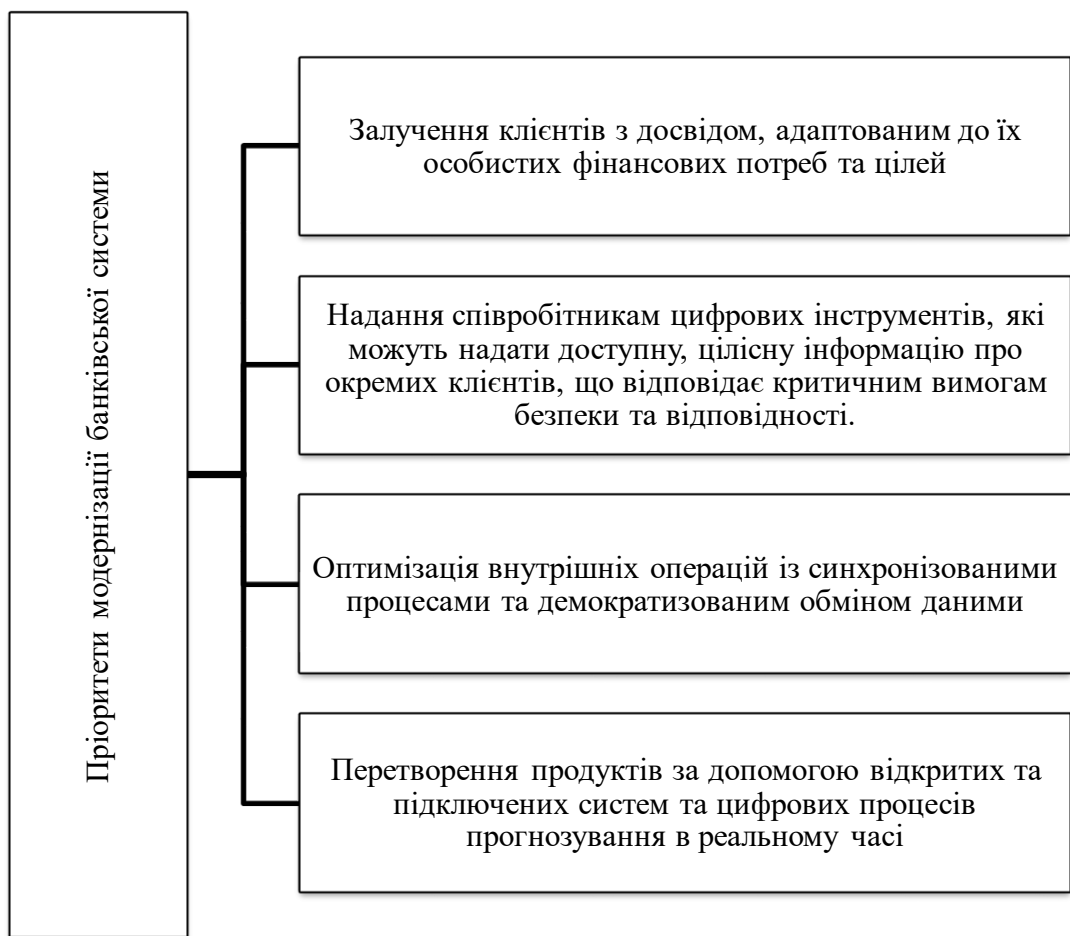 Пріоритети модернізації банківської системи
Залучення клієнтів з досвідом, адаптованим до їх
особистих фінансових потреб та цілей
Надання співробітникам цифрових інструментів, які
можуть надати доступну, цілісну інформацію про
окремих клієнтів, що відповідає критичним вимогам
безпеки та відповідності.
Оптимізація внутрішніх операцій із синхронізованими
процесами та демократизованим обміном даними
Перетворення продуктів за допомогою відкритих та
підключених систем та цифрових процесів
прогнозування в реальному часі